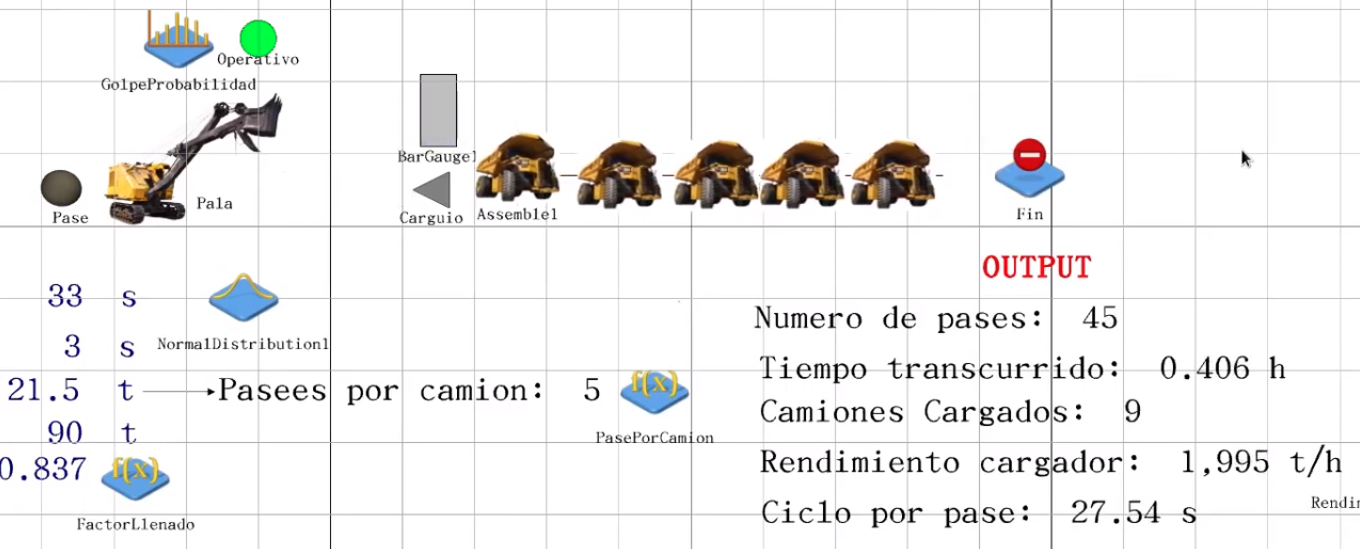 Operativo
GolpeProbabilidad
BarGauge1
Pase
Pala
Carguio
Assemble1
Fin
OUTPUT
33 s
Numero de pases: 45
3 s
NormalDistribution1
Tiempo transcurrido: 0.406 h
21.5 t
Pasees por camion: 5
f(x)
Camiones Cargados: 9
90 t
PasePorCamion
0.837
f(x)
Rendimiento cargador: 1,995 t/h
Rendim
Ciclo por pase: 27.54 s
FactorLlenado